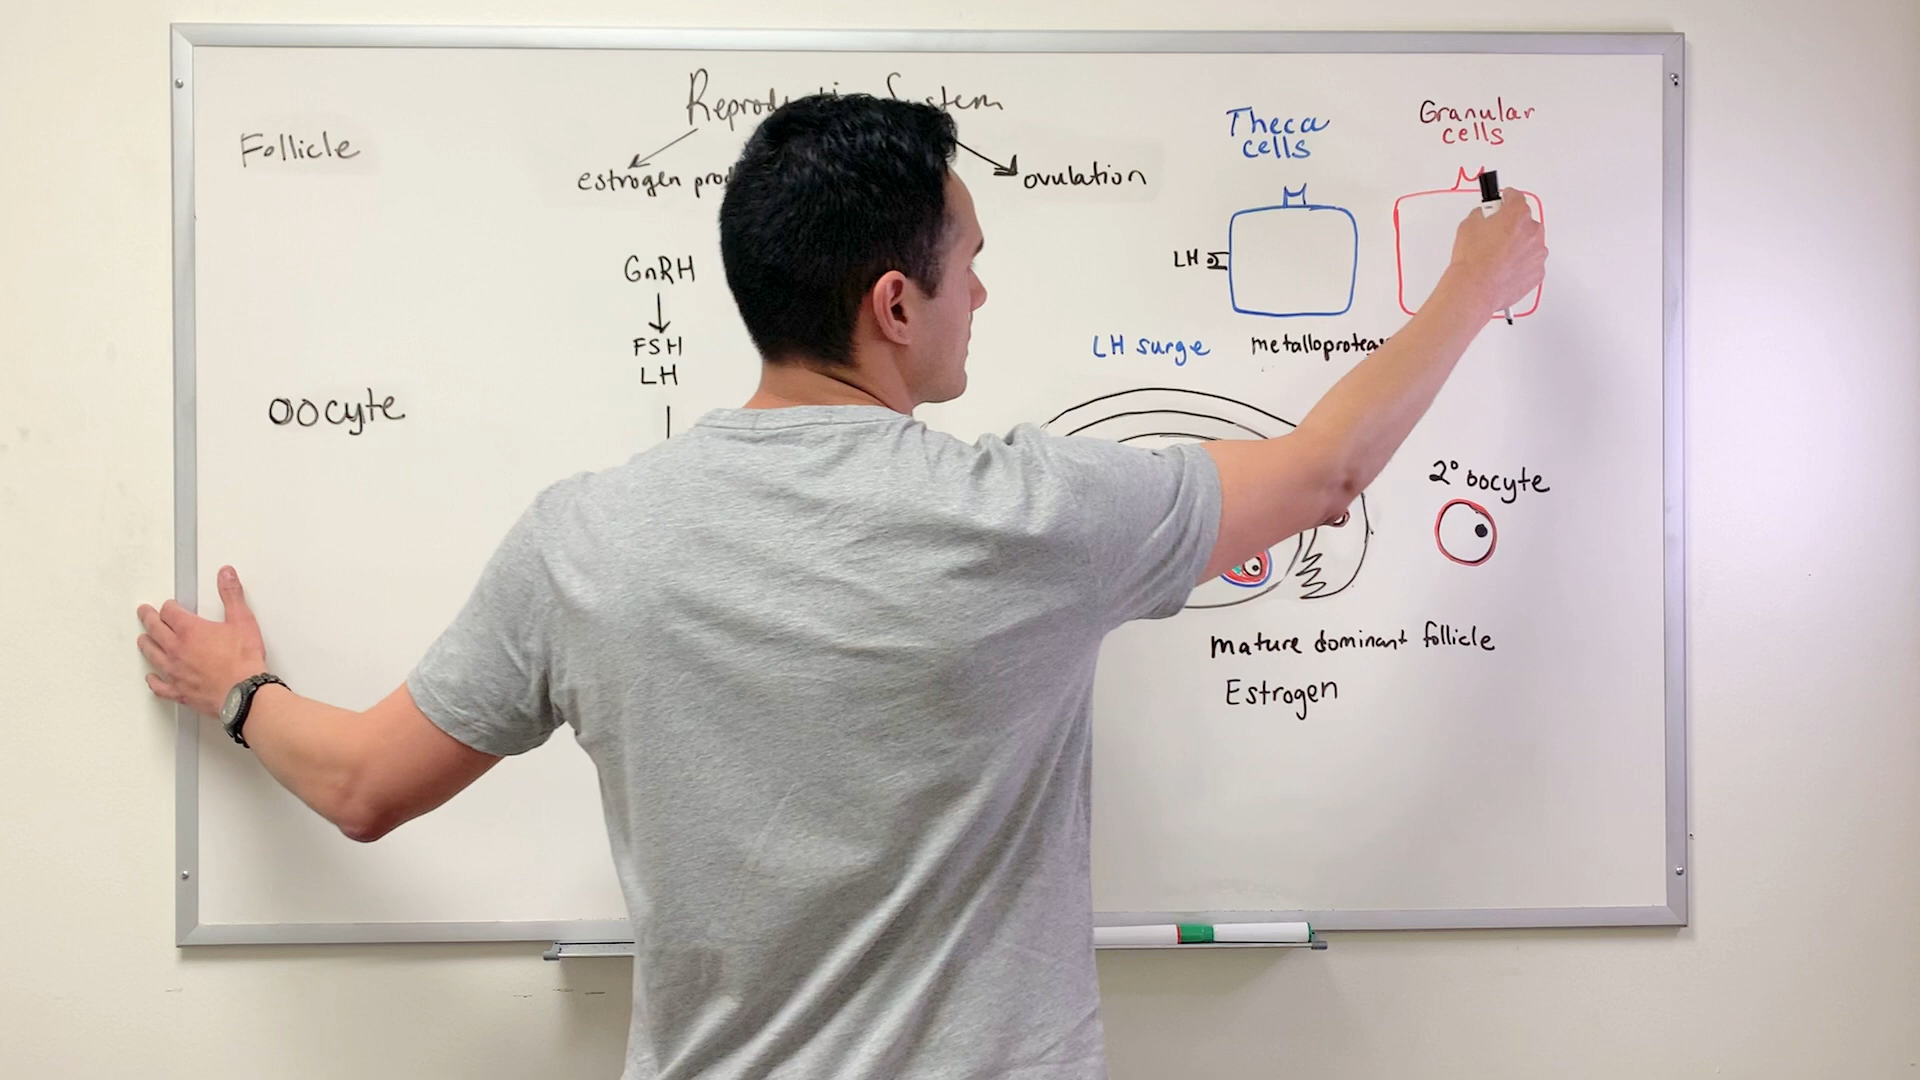 Follicle
oocyte
estrogen
ovulation
GnRH
FSH
LH
Theca
cells
Granular
cells
LH
LH surge
2° oocyte
mature dominant follicle
Estrogen